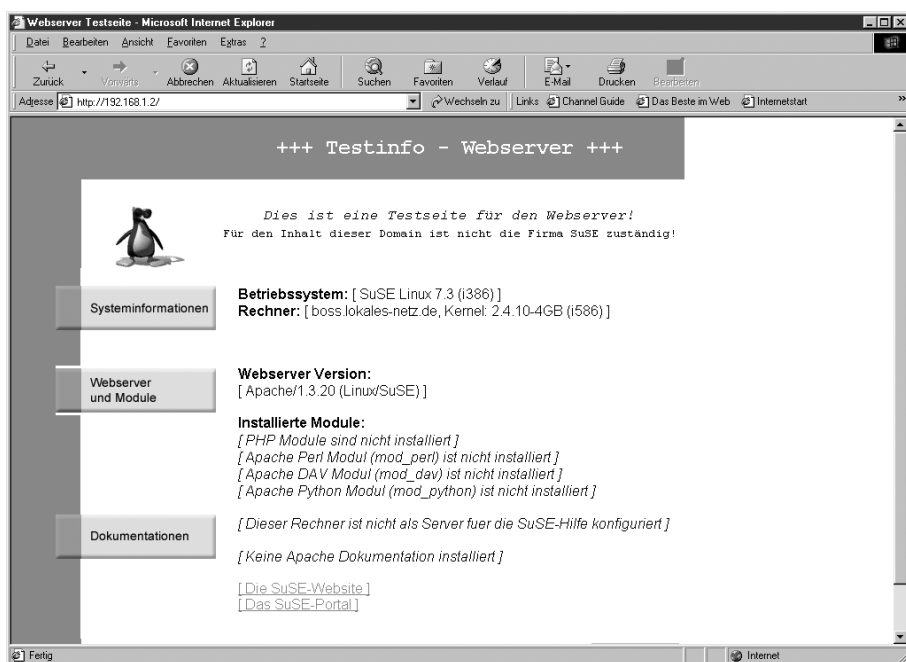 Webserver Testseite - Microsoft Internet Explorer
Datei Bearbeiten Ansicht Favoriten Extras ?
Zurück Vorwärts Abbrechen Aktualisieren Startseite Suchen Favoriten Verlauf E-Mail Drucken Bearbeiten
Adresse http://192.168.1.2/ Wechseln zu Links Channel Guide Das Beste im Web Internetstart »
+++ Testinfo - Webserver +++
Dies ist eine Testseite für den Webserver!
Für den Inhalt dieser Domain ist nicht die Firma SuSE zuständig!
Systeminformationen
Betriebssystem: [ SuSE Linux 7.3 (i386) ]
Rechner: [ boss.lokales-netz.de, Kernel: 2.4.10-4GB (i586) ]
Webserver
und Module
Webserver Version:
[ Apache/1.3.20 (Linux/SuSE) ]
Installierte Module:
[ PHP Module sind nicht installiert ]
[ Apache Perl Modul (mod_perl) ist nicht installiert ]
[ Apache DAV Modul (mod_dav) ist nicht installiert ]
[ Apache Python Modul (mod_python) ist nicht installiert ]
Dokumentationen
[ Dieser Rechner ist nicht als Server fuer die SuSE-Hilfe konfiguriert ]
[ Keine Apache Dokumentation installiert ]
[ Die SuSE-Website ]
[ Das SuSE-Portal ]
Fertig Internet